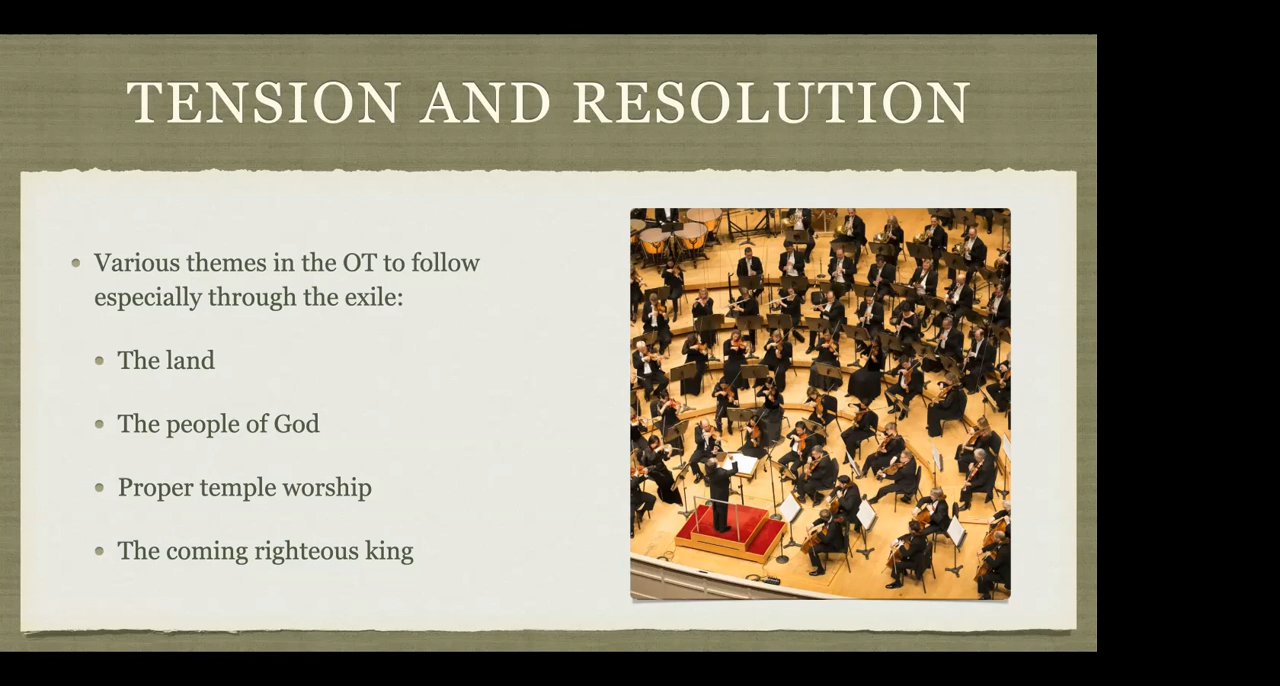 TENSION AND RESOLUTION
• Various themes in the OT to follow
especially through the exile:
• The land
• The people of God
• Proper temple worship
• The coming righteous king